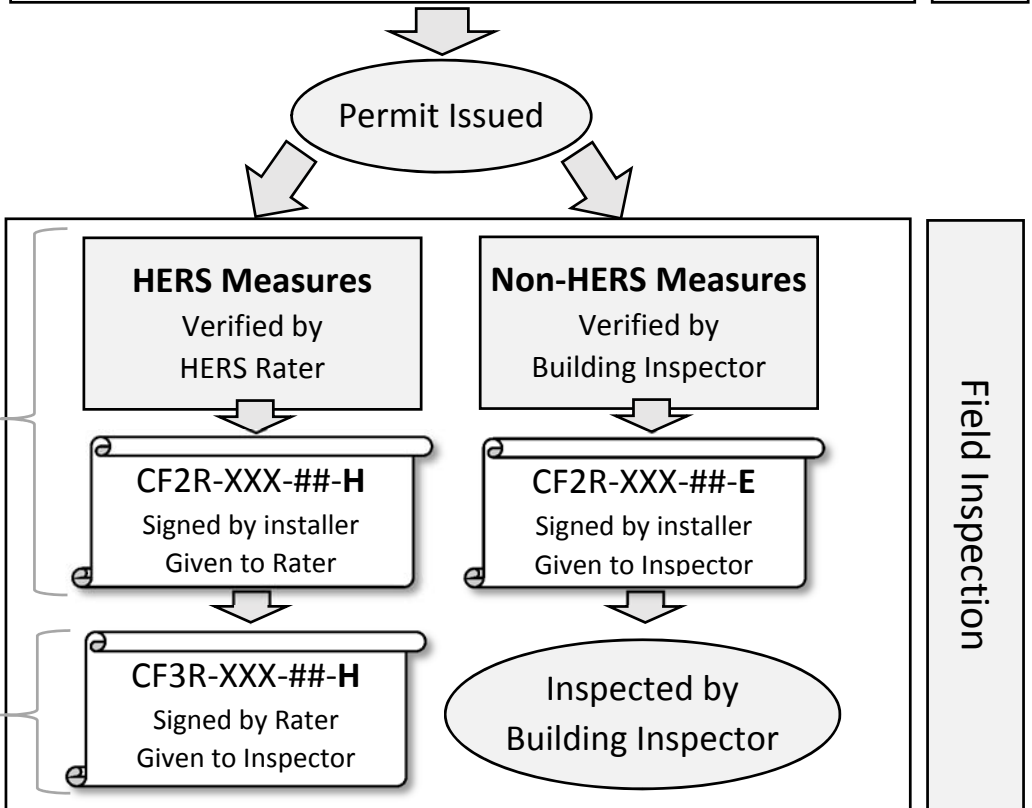 Permit Issued
HERS Measures
Verified by
HERS Rater
Non-HERS Measures
Verified by
Building Inspector
CF2R-XXX-##-H
Signed by installer
Given to Rater
CF2R-XXX-##-E
Signed by installer
Given to Inspector
CF3R-XXX-##-H
Signed by Rater
Given to Inspector
Inspected by
Building Inspector
Field Inspection